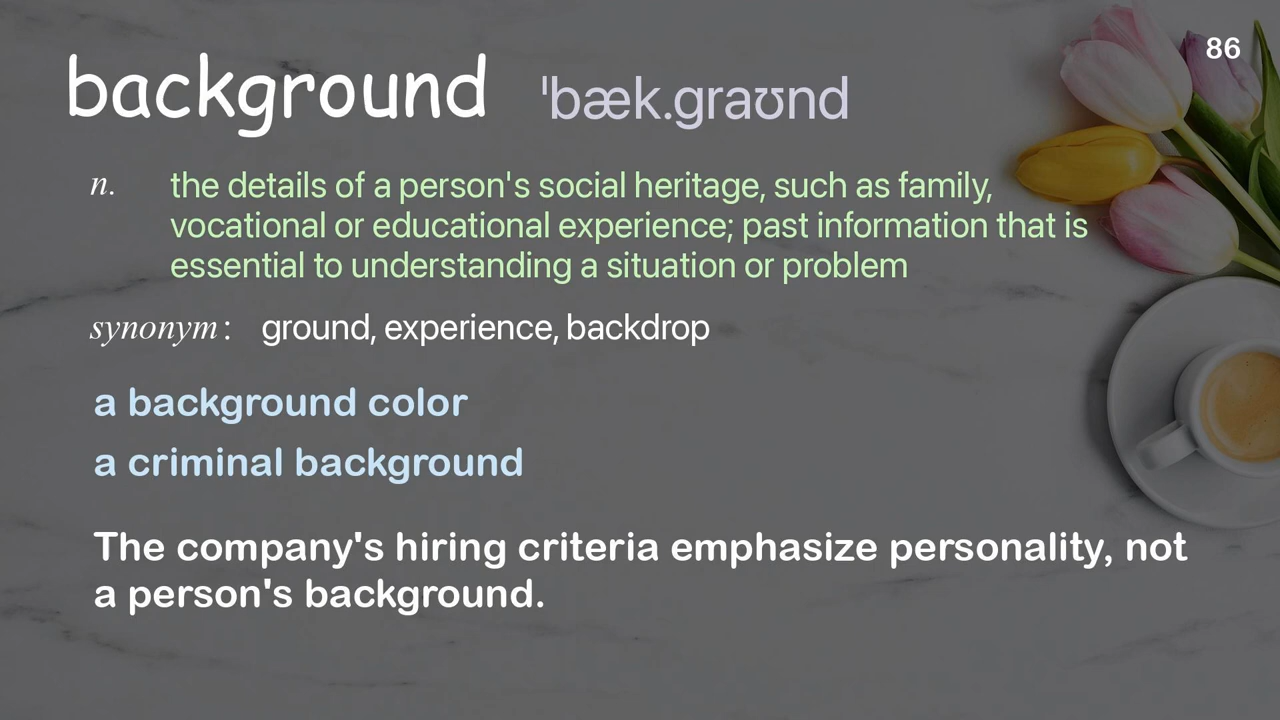 86
background ˈbæk.graʊnd
n. the details of a person's social heritage, such as family,
vocational or educational experience; past information that is
essential to understanding a situation or problem
synonym: ground, experience, backdrop
a background color
a criminal background
The company's hiring criteria emphasize personality, not
a person's background.